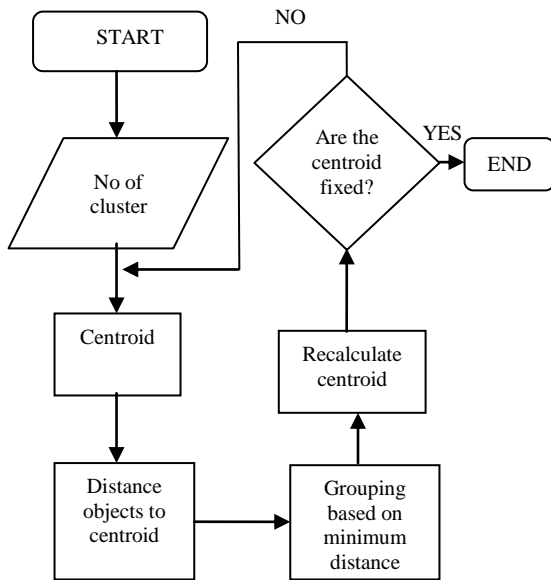 START
No of
cluster
Centroid
Distance
objects to
centroid
Grouping
based on
minimum
distance
Recalculate
centroid
Are the
centroid
fixed?
NO
YES
END